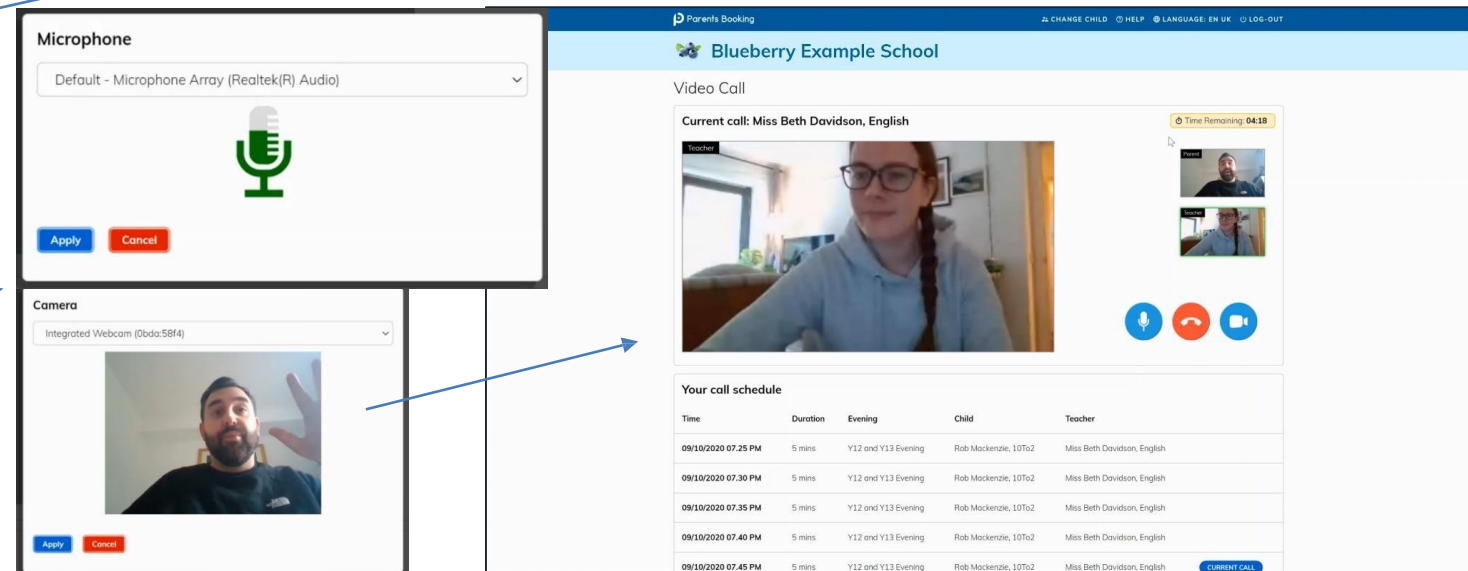 Microphone
Default - Microphone Array (Realtek(R) Audio)
Apply Cancel
Camera
Integrated Webcam (0bda:58f4)
Apply Cancel
Parents Booking
CHANGE CHILD HELP LANGUAGE: EN UK LOG-OUT
Blueberry Example School
Video Call
Current call: Miss Beth Davidson, English
Time Remaining: 04:18
Teacher
Parent
Teacher
Your call schedule
Time Duration Evening Child Teacher
09/10/2020 07.25 PM 5 mins Y12 and Y13 Evening Rob Mackenzie, 10To2 Miss Beth Davidson, English
09/10/2020 07.30 PM 5 mins Y12 and Y13 Evening Rob Mackenzie, 10To2 Miss Beth Davidson, English
09/10/2020 07.35 PM 5 mins Y12 and Y13 Evening Rob Mackenzie, 10To2 Miss Beth Davidson, English
09/10/2020 07.40 PM 5 mins Y12 and Y13 Evening Rob Mackenzie, 10To2 Miss Beth Davidson, English
09/10/2020 07.45 PM 5 mins Y12 and Y13 Evening Rob Mackenzie, 10To2 Miss Beth Davidson, English CURRENT CALL